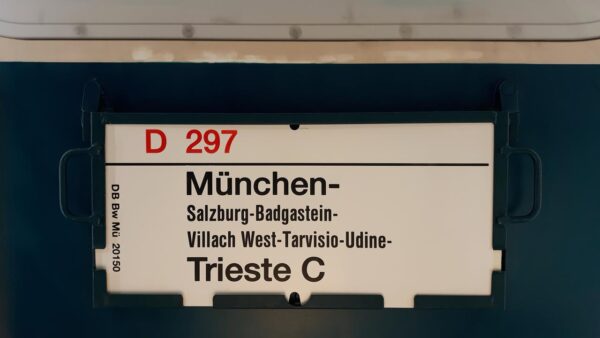 D 297
München-
Salzburg-Badgastein-
Villach West-Tarvisio-Udine-
Trieste C
DB Bw Mü 20150